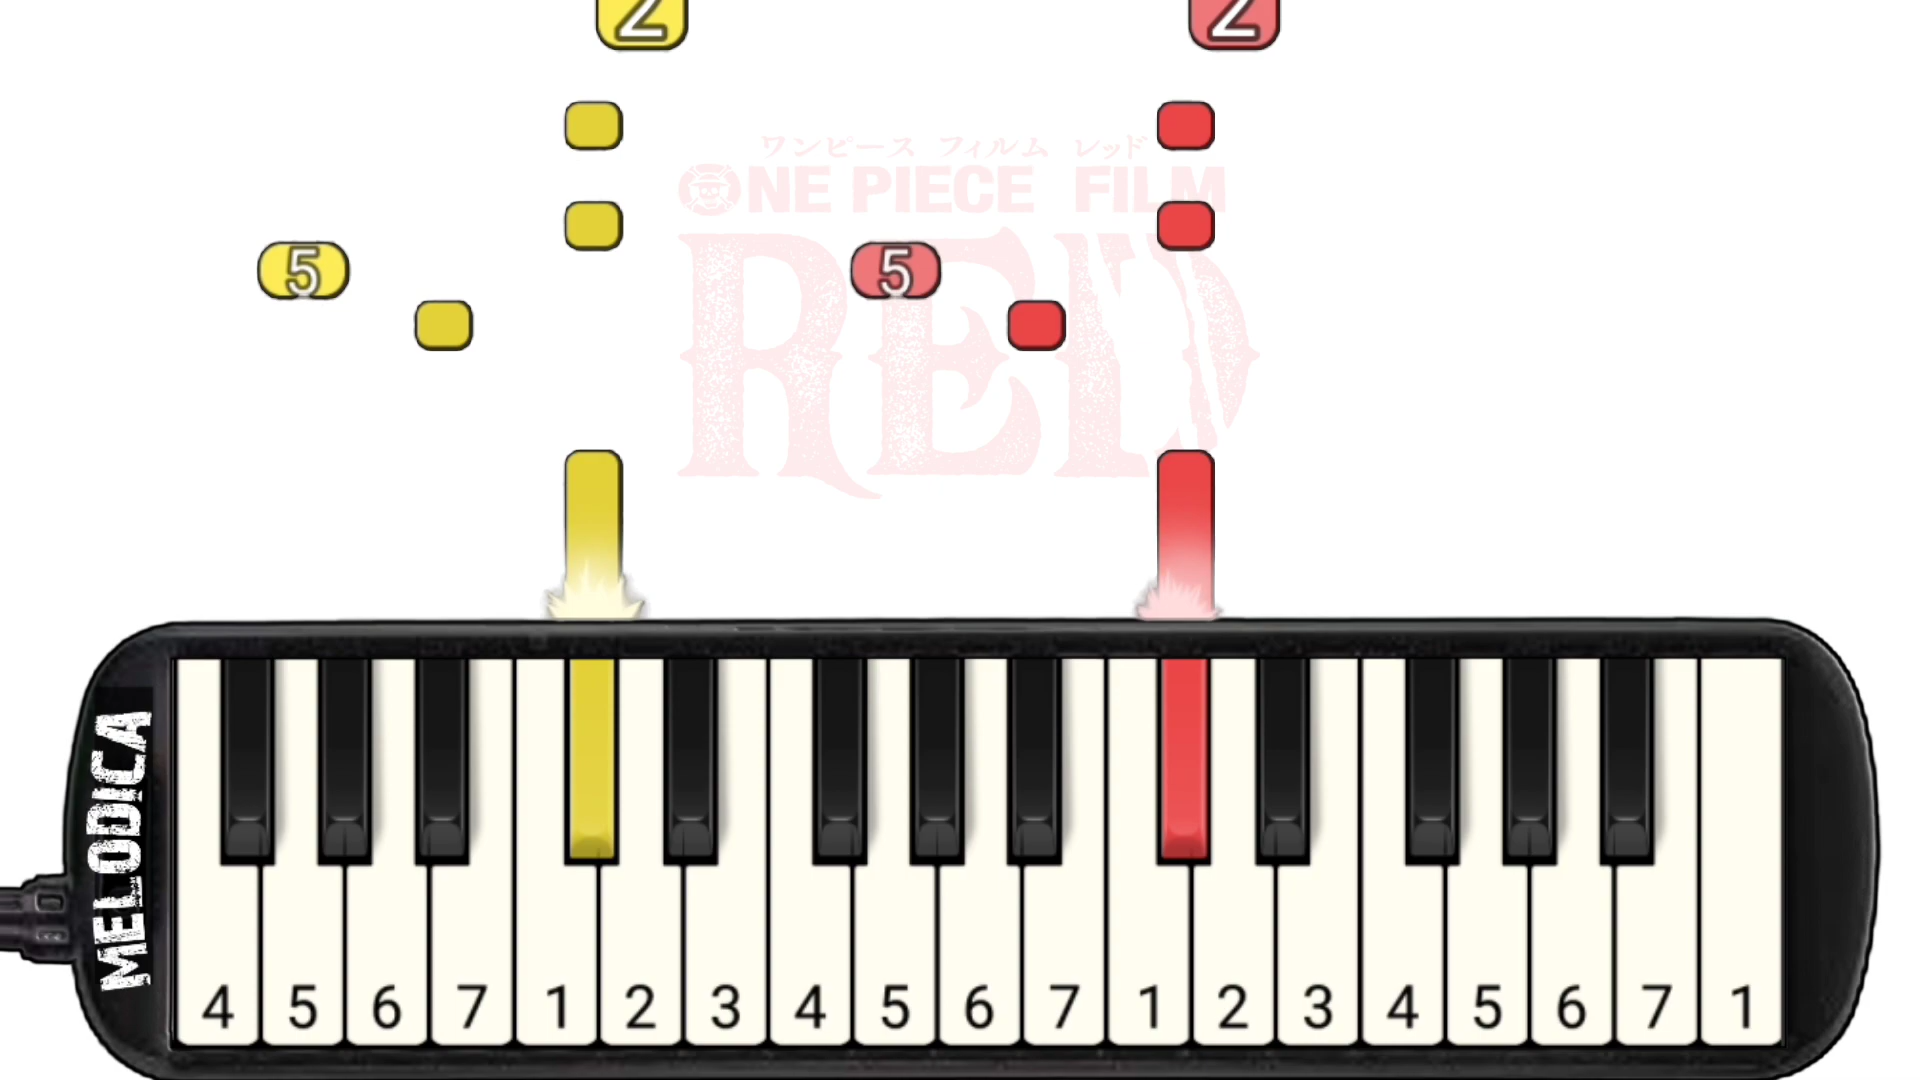 2 2
ワンピース フィルム レッド
ONE PIECE FILM
RED
5 5
MELODICA
4 5 6 7 1 2 3 4 5 6 7 1 2 3 4 5 6 7 1